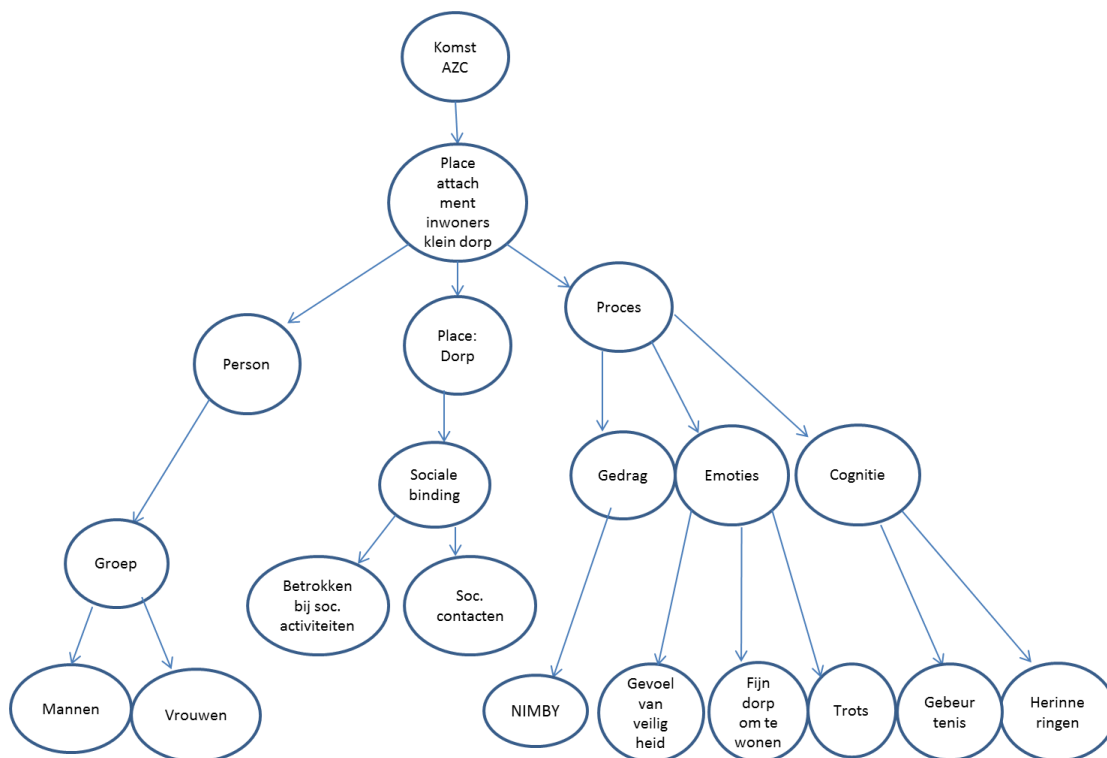 Komst
AZC
Place
attach
ment
inwoners
klein dorp
Proces
Place:
Dorp
Person
Sociale
binding
Gedrag
Emoties
Cognitie
Groep
Betrokken
bij soc.
activiteiten
Soc.
contacten
Mannen
Vrouwen
NIMBY
Gevoel
van
veilig
heid
Fijn
dorp
om te
wonen
Trots
Gebeur
tenis
Herinne
ringen